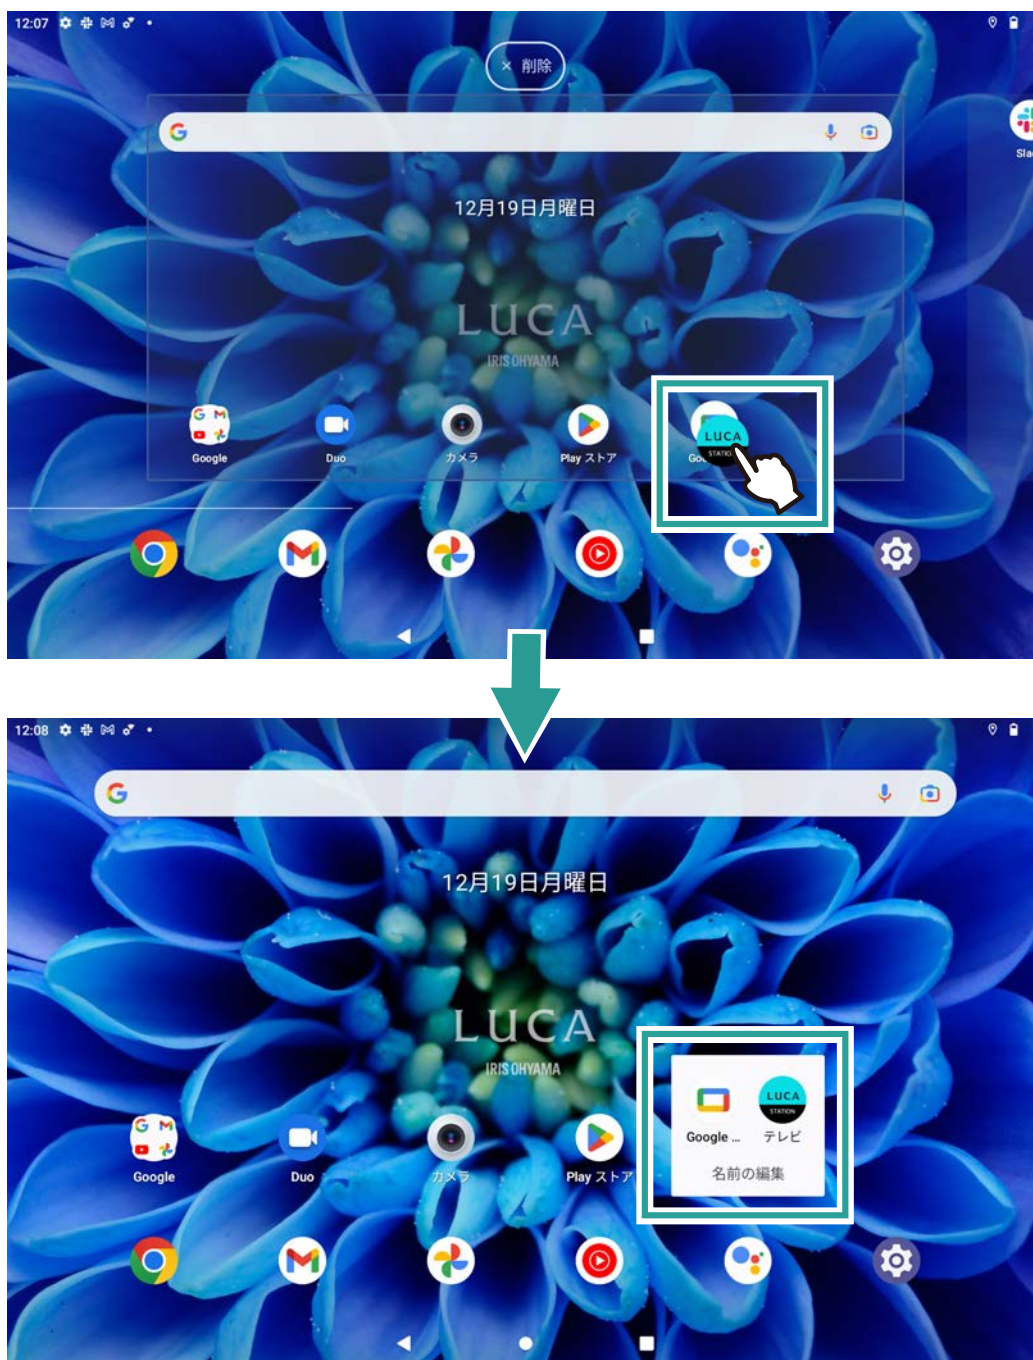 12:07
× 削除
Sla
12月19日月曜日
LUCA
IRIS OHYAMA
LUCA
STATION
Google
Duo
カメラ
Play ストア
Goo
12:08
12月19日月曜日
LUCA
IRIS OHYAMA
LUCA
STATION
Google ...
テレビ
名前の編集
Google
Duo
カメラ
Play ストア